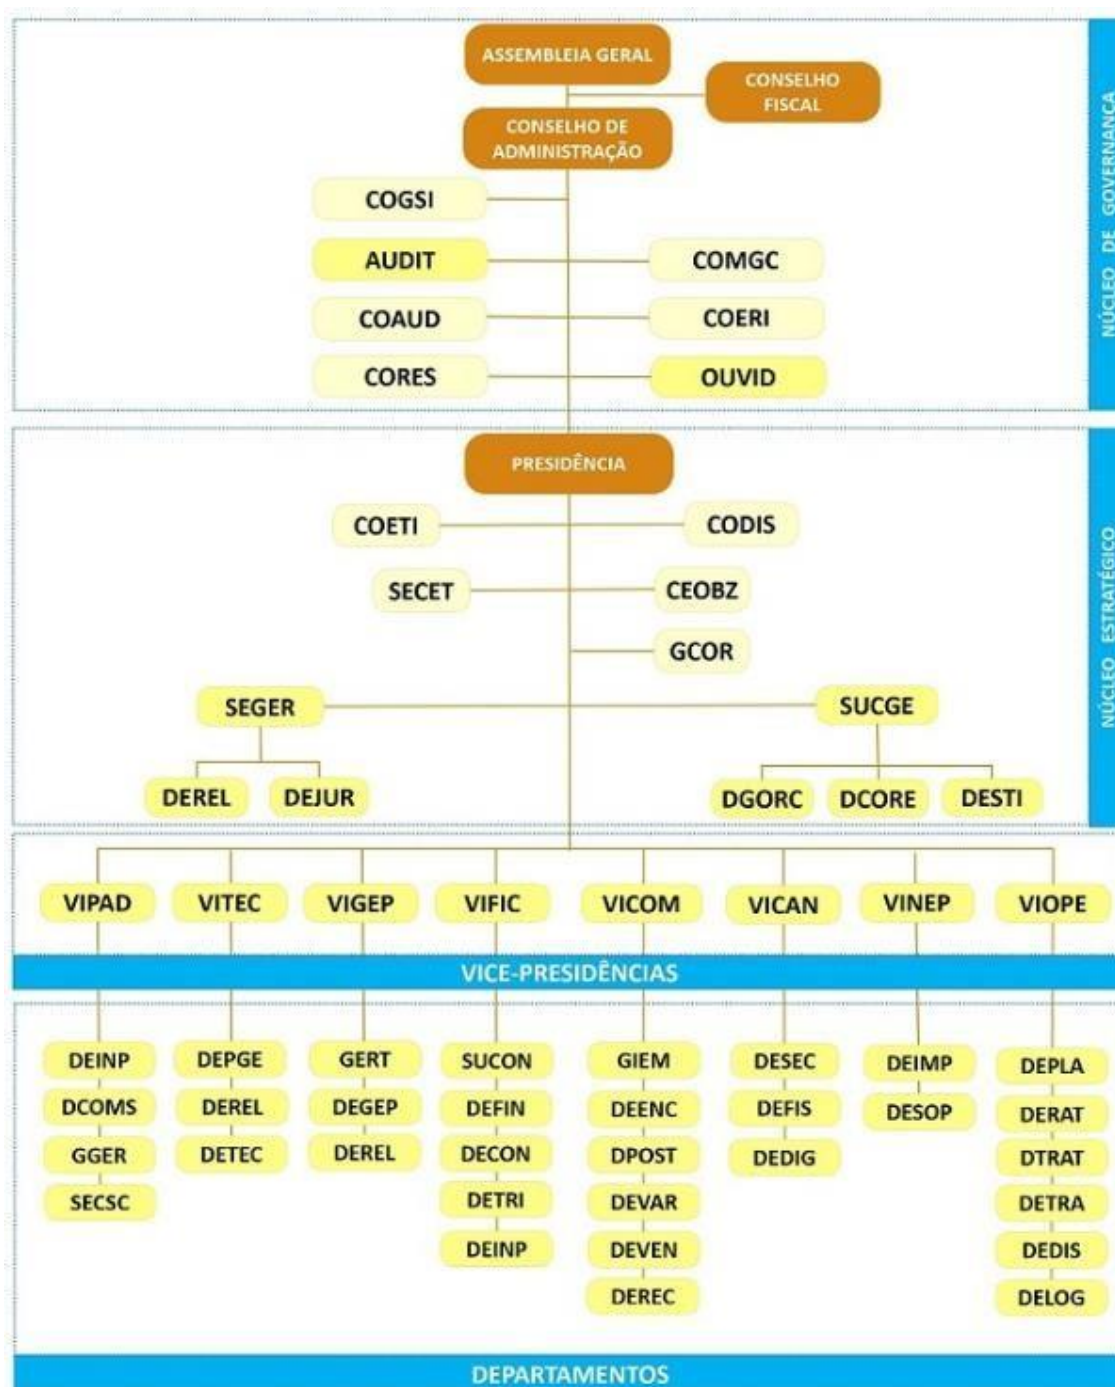 ASSEMBLEIA GERAL
CONSELHO
FISCAL
CONSELHO DE
ADMINISTRAÇÃO
COGSI
AUDIT
COMGC
COAUD
COERI
CORES
OUVID
NÚCLEO DE GOVERNANÇA
PRESIDÊNCIA
COETI
CODIS
SECET
CEOBZ
GCOR
SEGER
SUCGE
DEREL
DEJUR
DGORC
DCORE
DESTI
NÚCLEO ESTRATÉGICO
VIPAD
VITEC
VIGEP
VIFIC
VICOM
VICAN
VINEP
VIOPE
VICE-PRESIDÊNCIAS
DEINP
DCOMS
GGER
SECSC
DEPGE
DEREL
DETEC
GERT
DEGEP
DEREL
SUCON
DEFIN
DECON
DETRI
DEINP
GIEM
DEENC
DPOST
DEVAR
DEVEN
DEREC
DESEC
DEFIS
DEDIG
DEIMP
DESOP
DEPLA
DERAT
DTRAT
DETRA
DEDIS
DELOG
DEPARTAMENTOS